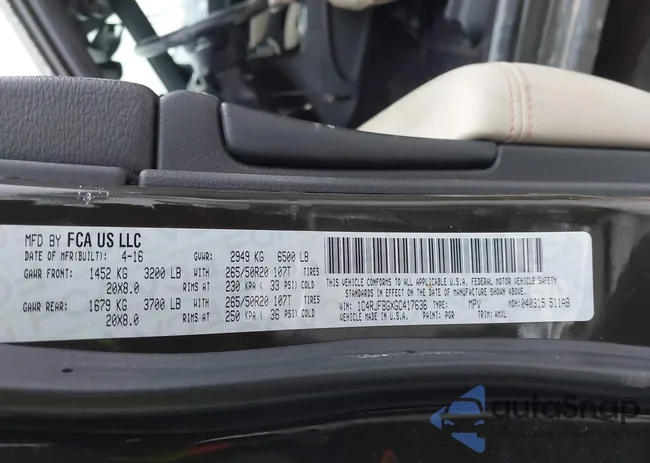 MFD BY FCA US LLC
DATE OF MFR(BUILT): 4-16 GVWR: 2949 KG 6500 LB
GAWR FRONT: 1452 KG 3200 LB WITH 265/50R20 107T TIRES
20X8.0 RIMS AT 230 KPA ( 33 PSI) COLD
GAWR REAR: 1679 KG 3700 LB WITH 265/50R20 107T TIRES
20X8.0 RIMS AT 250 KPA ( 36 PSI) COLD
THIS VEHICLE CONFORMS TO ALL APPLICABLE U.S.A. FEDERAL MOTOR VEHICLE SAFETY
STANDARDS IN EFFECT ON THE DATE OF MANUFACTURE SHOWN ABOVE.
VIN: 1C4RJFBGXGC417636 TYPE: MPV MDH: 040315 511AB
VEHICLE MADE IN U.S.A. PAINT: PGR TRIM: AMXL
autoSnap